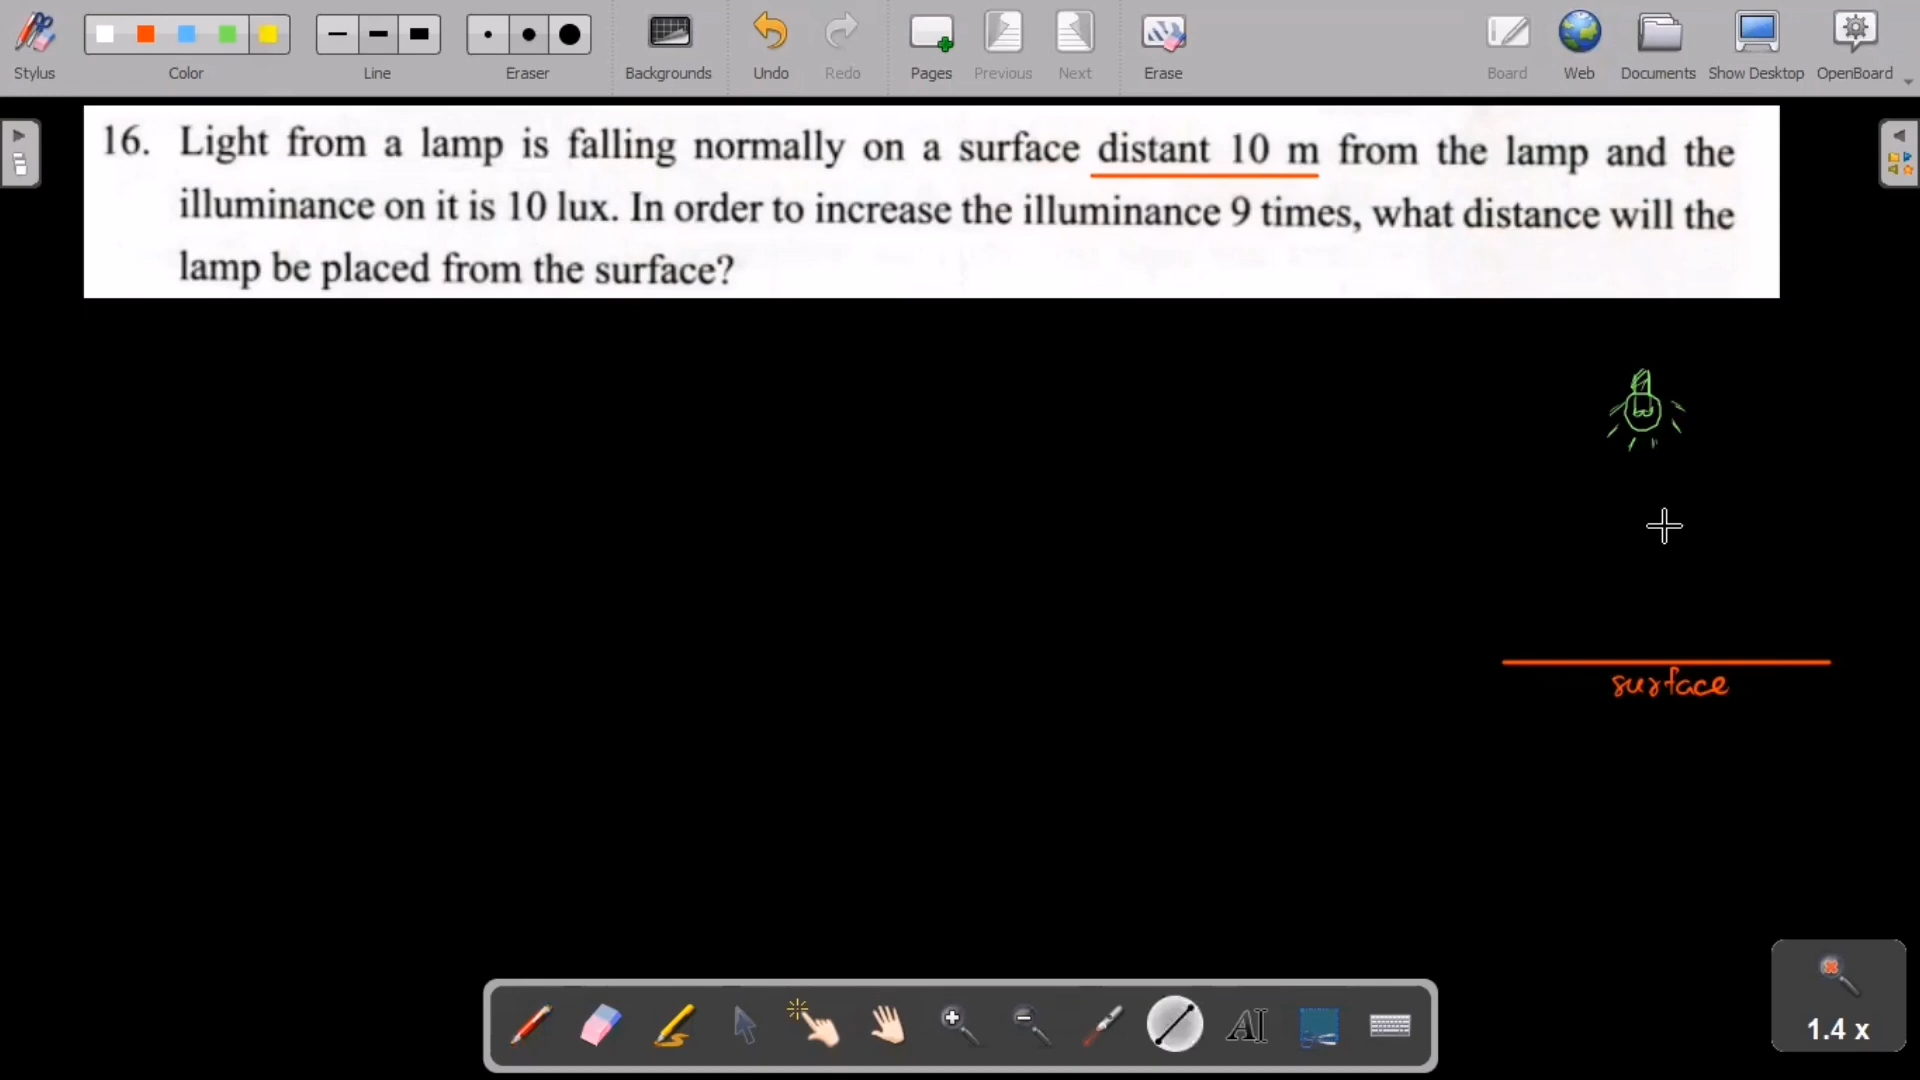 Stylus
Color
Line
Eraser
Backgrounds
Undo
Redo
Pages
Previous
Next
Erase
Board
Web
Documents
Show Desktop
OpenBoard
16. Light from a lamp is falling normally on a surface distant 10 m from the lamp and the
illuminance on it is 10 lux. In order to increase the illuminance 9 times, what distance will the
lamp be placed from the surface?
surface
AI
1.4 x